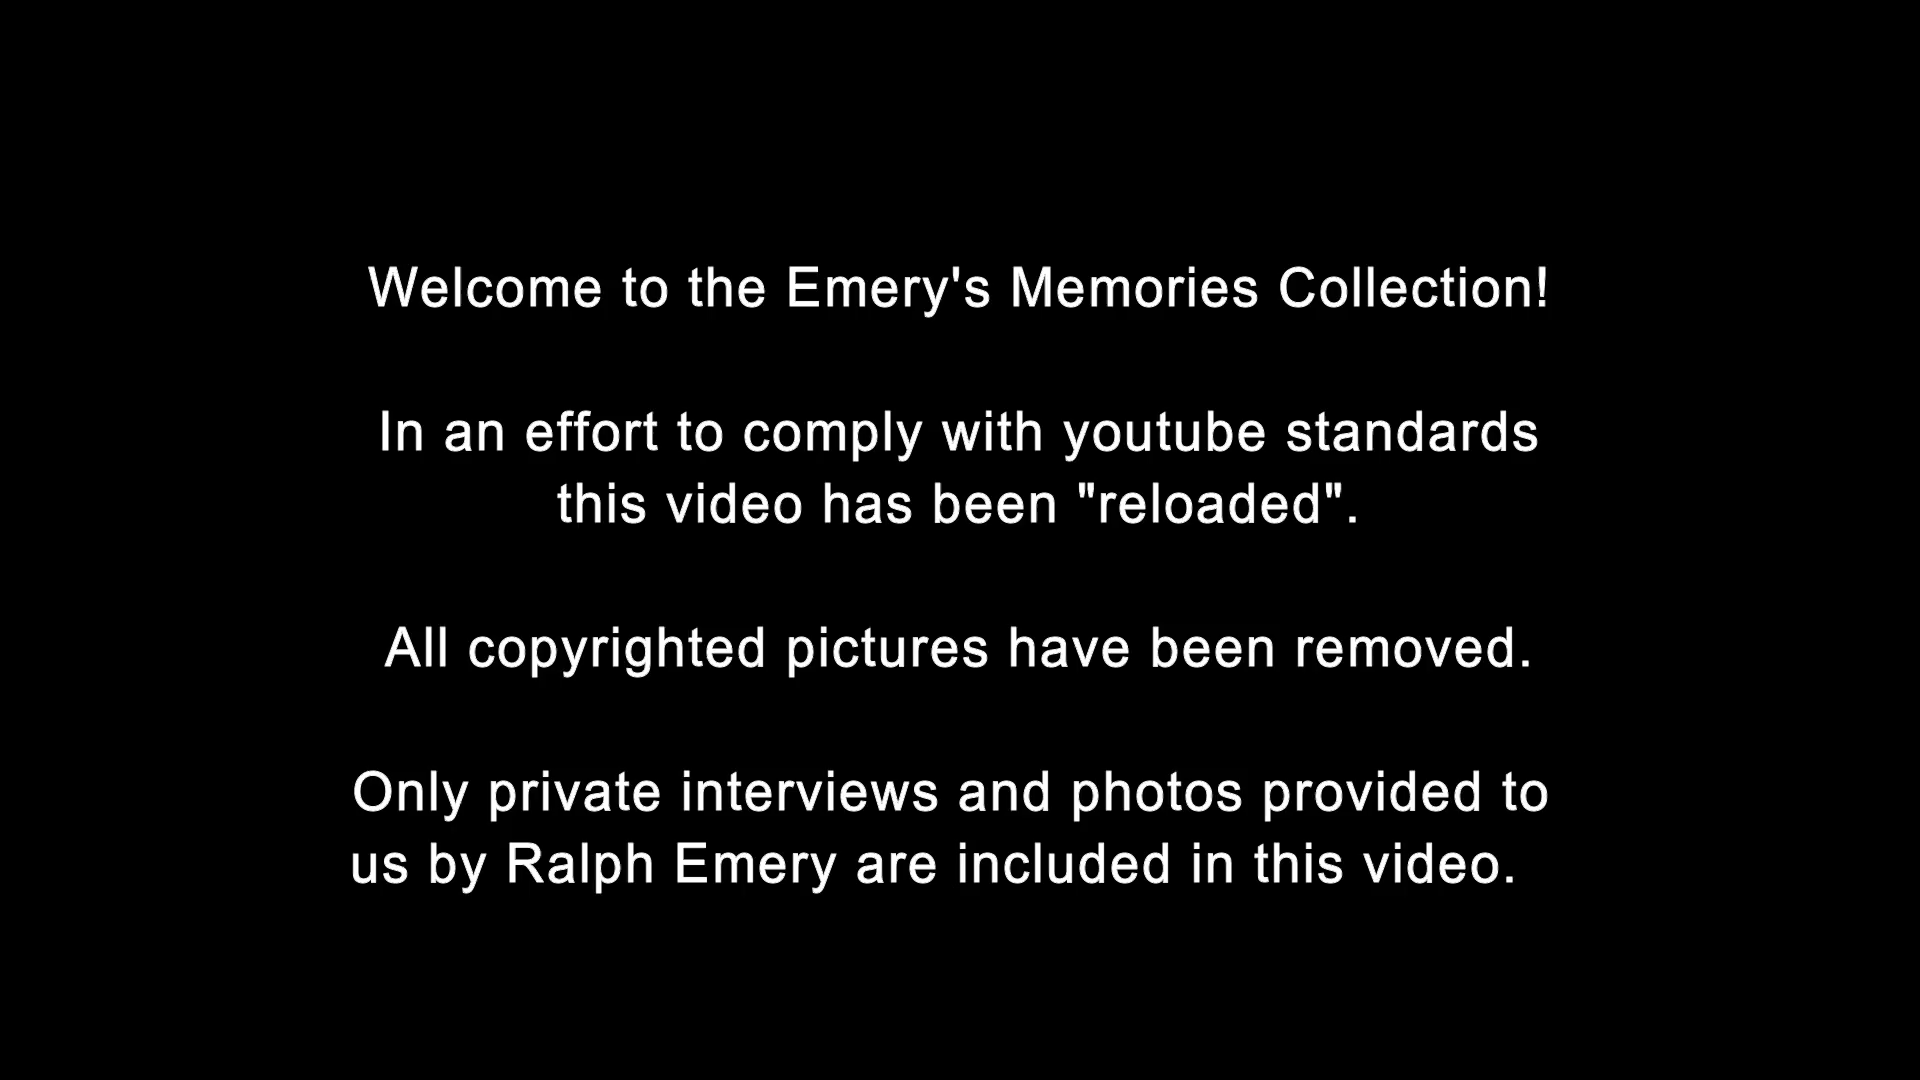 Welcome to the Emery's Memories Collection!
In an effort to comply with youtube standards
this video has been "reloaded".
All copyrighted pictures have been removed.
Only private interviews and photos provided to
us by Ralph Emery are included in this video.